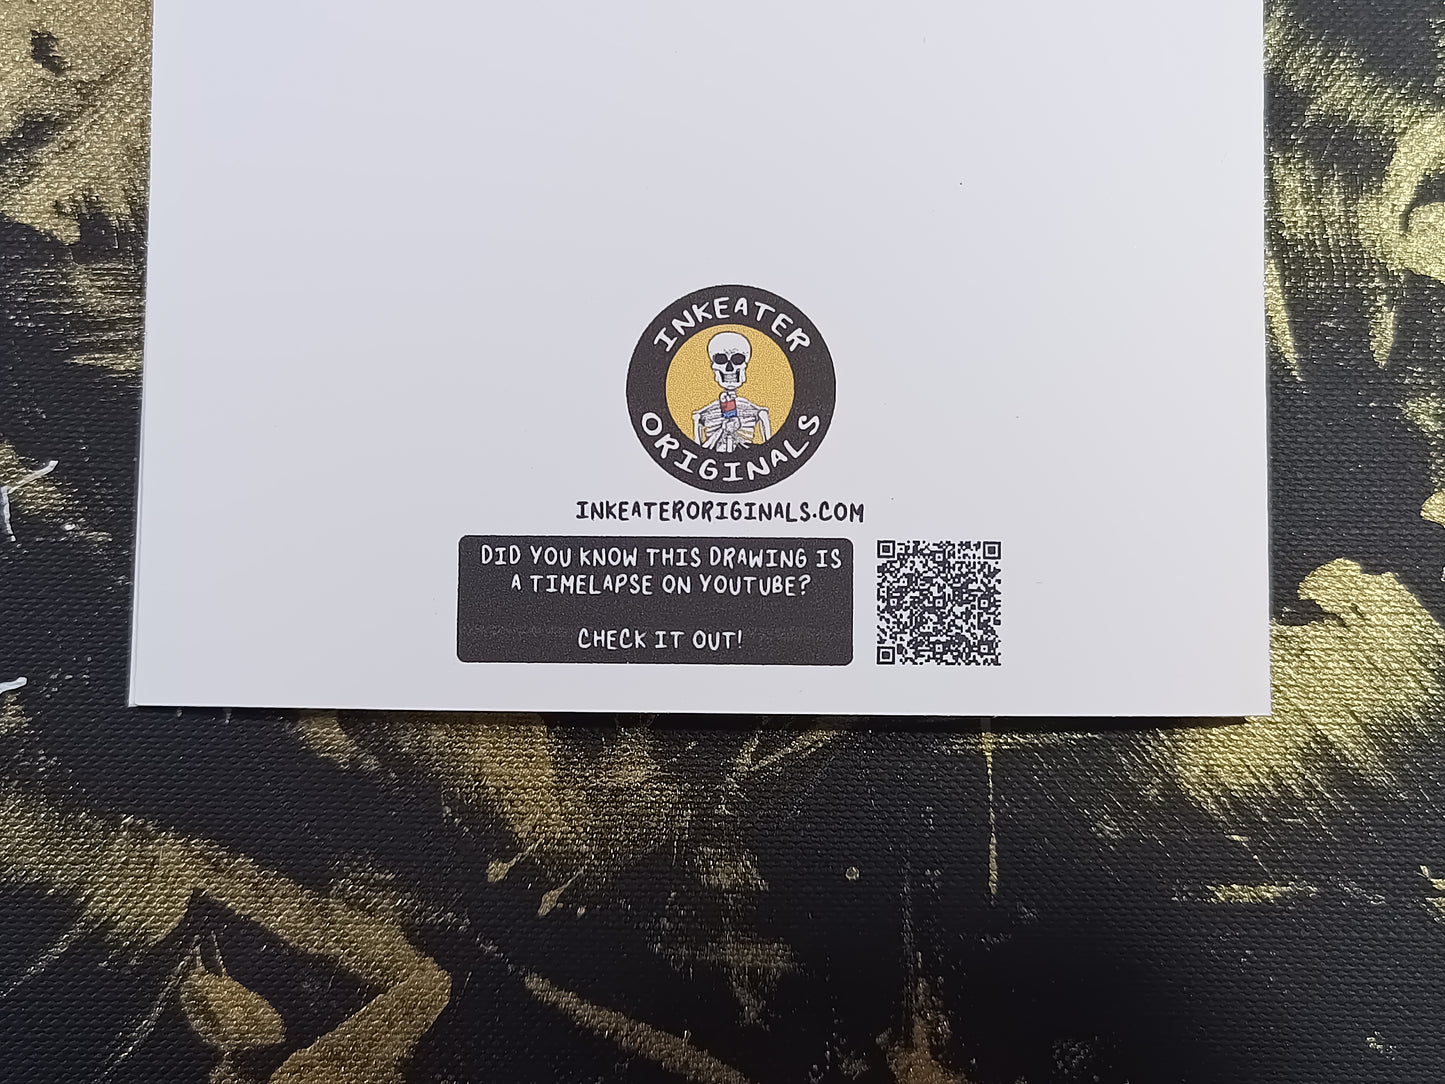 INKEATER
ORIGINALS
INKEATERORIGINALS.COM
DID YOU KNOW THIS DRAWING IS
A TIMELAPSE ON YOUTUBE?
CHECK IT OUT!